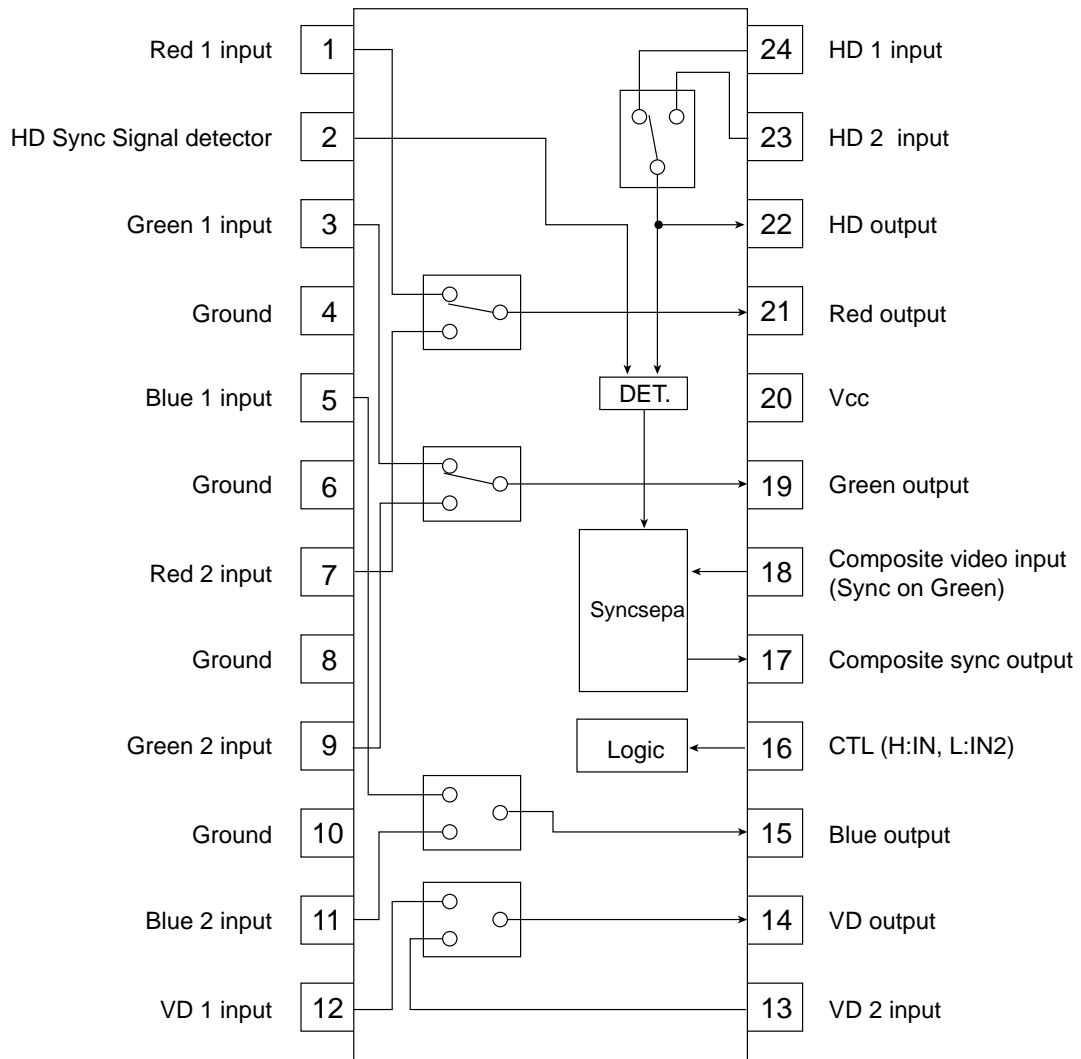 Red 1 input 1
24 HD 1 input
HD Sync Signal detector 2
23 HD 2 input
Green 1 input 3
22 HD output
Ground 4
21 Red output
Blue 1 input 5
DET.
20 Vcc
Ground 6
19 Green output
Red 2 input 7
18 Composite video input
(Sync on Green)
Syncsepa
Ground 8
17 Composite sync output
Green 2 input 9
Logic
16 CTL (H:IN, L:IN2)
Ground 10
15 Blue output
Blue 2 input 11
14 VD output
VD 1 input 12
13 VD 2 input